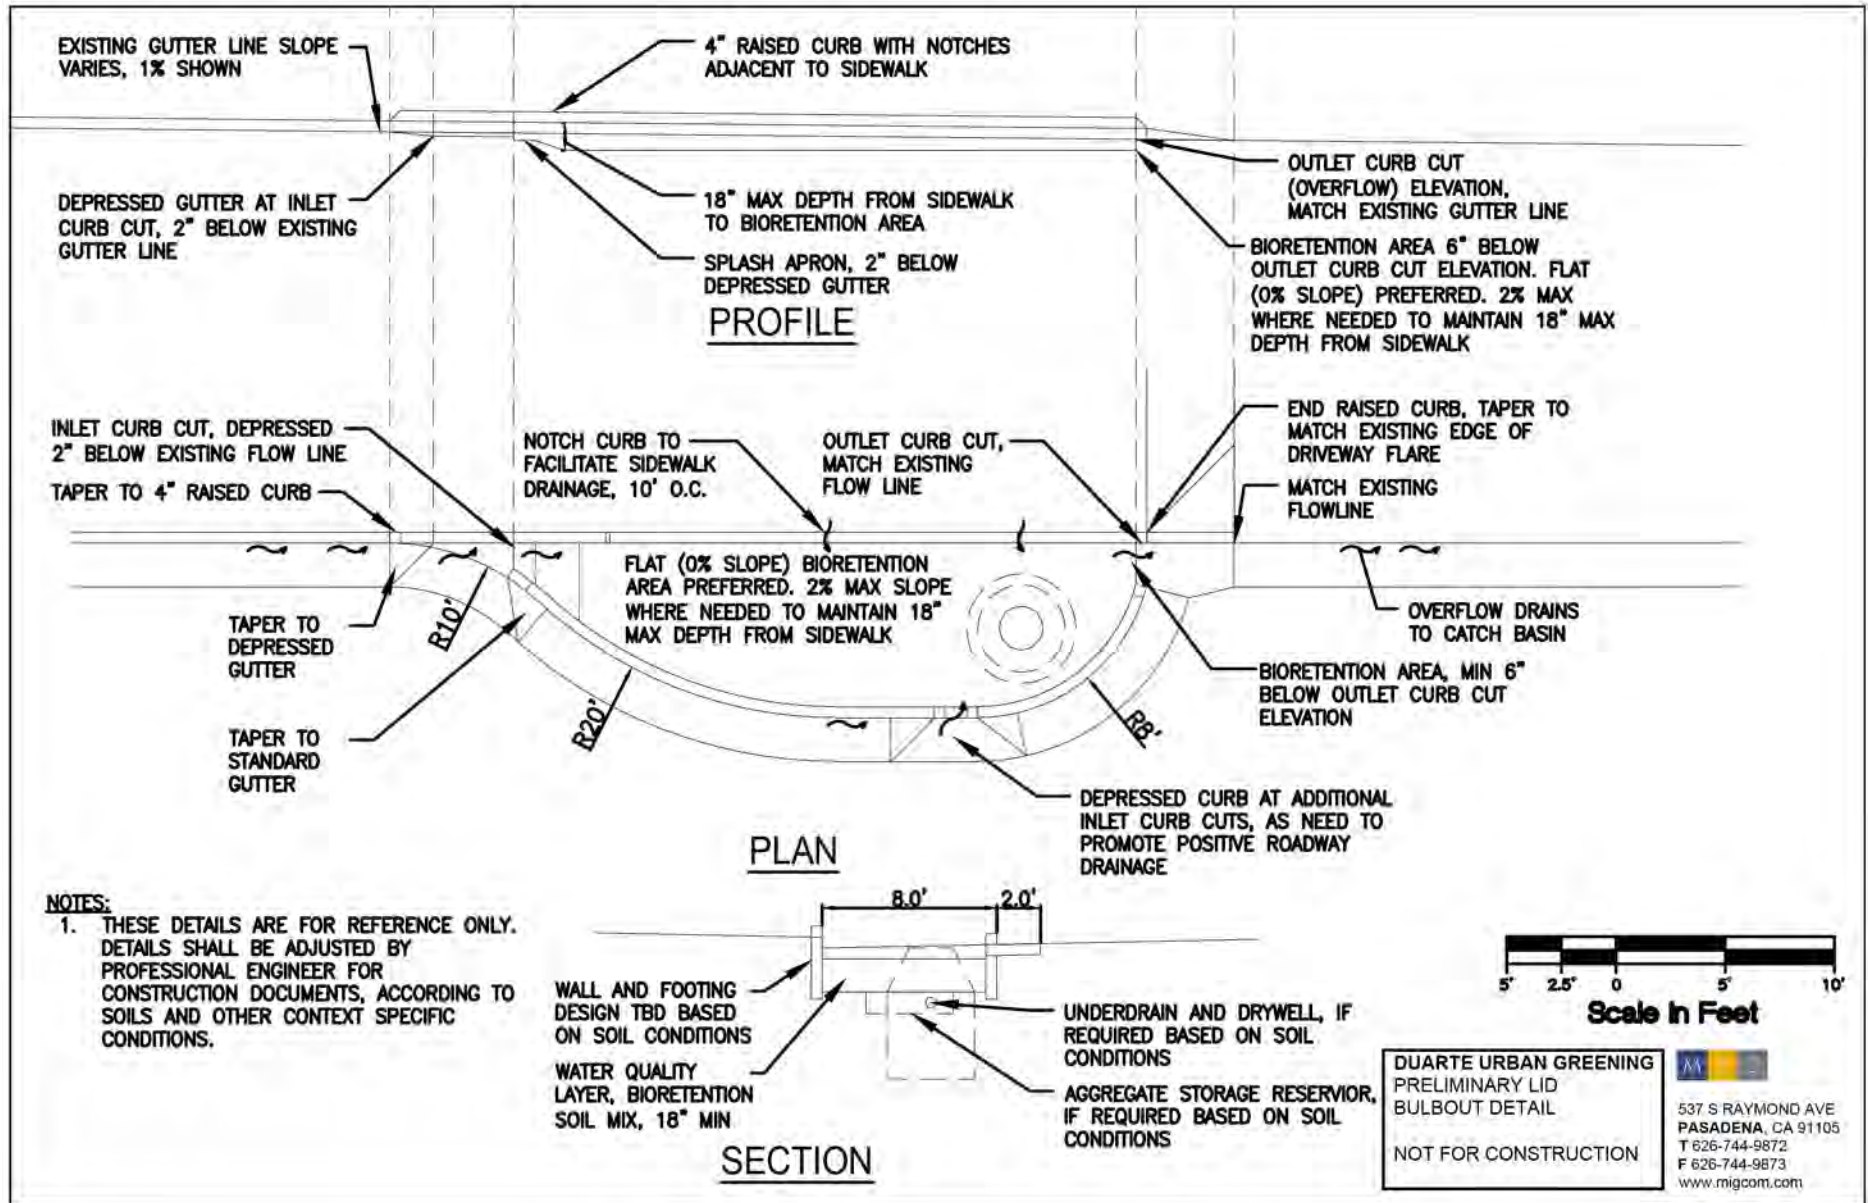 EXISTING GUTTER LINE SLOPE
VARIES, 1% SHOWN
4" RAISED CURB WITH NOTCHES
ADJACENT TO SIDEWALK
DEPRESSED GUTTER AT INLET
CURB CUT, 2" BELOW EXISTING
GUTTER LINE
18" MAX DEPTH FROM SIDEWALK
TO BIORETENTION AREA
SPLASH APRON, 2" BELOW
DEPRESSED GUTTER
OUTLET CURB CUT
(OVERFLOW) ELEVATION,
MATCH EXISTING GUTTER LINE
BIORETENTION AREA 6" BELOW
OUTLET CURB CUT ELEVATION. FLAT
(0% SLOPE) PREFERRED. 2% MAX
WHERE NEEDED TO MAINTAIN 18" MAX
DEPTH FROM SIDEWALK
PROFILE
INLET CURB CUT, DEPRESSED
2" BELOW EXISTING FLOW LINE
TAPER TO 4" RAISED CURB
NOTCH CURB TO
FACILITATE SIDEWALK
DRAINAGE, 10' O.C.
OUTLET CURB CUT,
MATCH EXISTING
FLOW LINE
END RAISED CURB, TAPER TO
MATCH EXISTING EDGE OF
DRIVEWAY FLARE
MATCH EXISTING
FLOWLINE
FLAT (0% SLOPE) BIORETENTION
AREA PREFERRED. 2% MAX SLOPE
WHERE NEEDED TO MAINTAIN 18"
MAX DEPTH FROM SIDEWALK
TAPER TO
DEPRESSED
GUTTER
R10'
OVERFLOW DRAINS
TO CATCH BASIN
BIORETENTION AREA, MIN 6"
BELOW OUTLET CURB CUT
ELEVATION
TAPER TO
STANDARD
GUTTER
R20'
R8'
DEPRESSED CURB AT ADDITIONAL
INLET CURB CUTS, AS NEED TO
PROMOTE POSITIVE ROADWAY
DRAINAGE
PLAN
NOTES:
1. THESE DETAILS ARE FOR REFERENCE ONLY.
DETAILS SHALL BE ADJUSTED BY
PROFESSIONAL ENGINEER FOR
CONSTRUCTION DOCUMENTS, ACCORDING TO
SOILS AND OTHER CONTEXT SPECIFIC
CONDITIONS.
8.0' 2.0'
WALL AND FOOTING
DESIGN TBD BASED
ON SOIL CONDITIONS
WATER QUALITY
LAYER, BIORETENTION
SOIL MIX, 18" MIN
UNDERDRAIN AND DRYWELL, IF
REQUIRED BASED ON SOIL
CONDITIONS
AGGREGATE STORAGE RESERVIOR,
IF REQUIRED BASED ON SOIL
CONDITIONS
SECTION
5' 2.5' 0 5' 10'
Scale in Feet
DUARTE URBAN GREENING
PRELIMINARY LID
BULBOUT DETAIL
NOT FOR CONSTRUCTION
M
537 S RAYMOND AVE
PASADENA, CA 91105
T 626-744-9872
F 626-744-9873
www.migcom.com